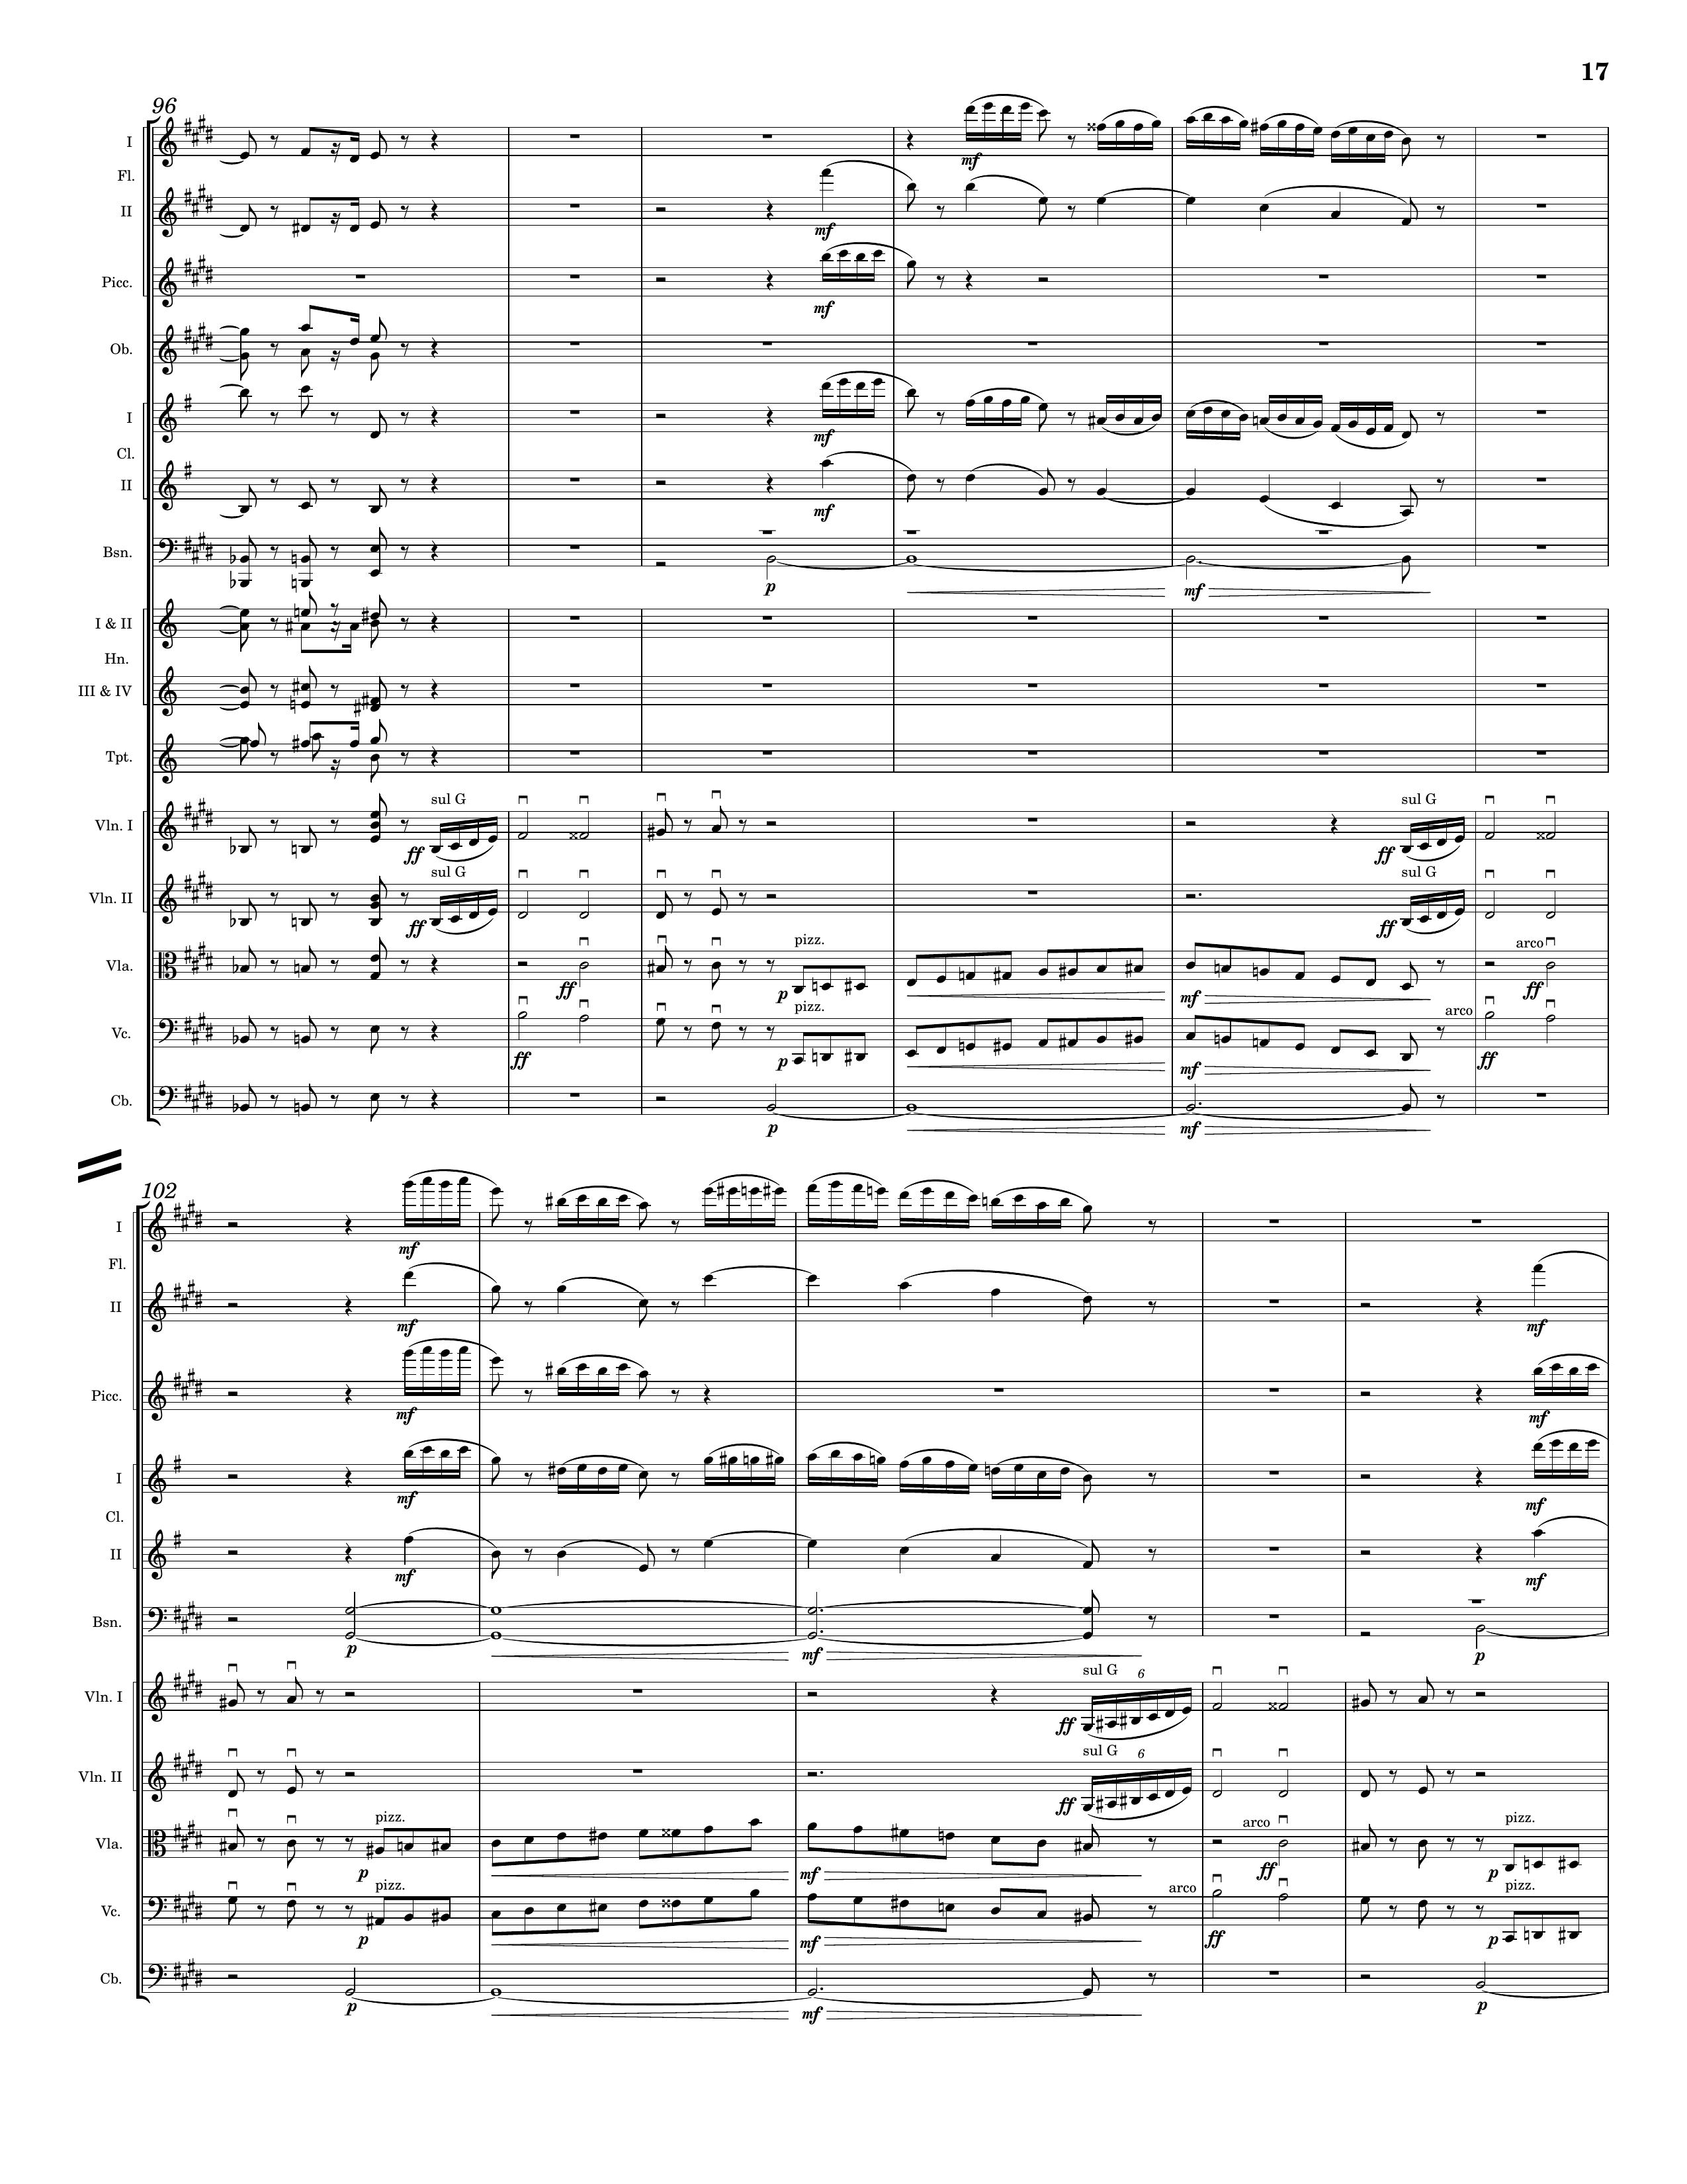 17
96
I
Fl.
II
Picc.
mf
mf
mf
Ob.
I
mf
Cl.
II
mf
Bsn.
p
mf
I & II
Hn.
III & IV
Tpt.
sul G
sul G
Vln. I
ff
ff
sul G
sul G
Vln. II
ff
ff
pizz.
arco
Vla.
ff
p
mf
ff
pizz.
arco
Vc.
ff
p
mf
ff
Cb.
p
mf
102
I
mf
Fl.
II
mf
mf
Picc.
mf
mf
I
mf
mf
Cl.
II
mf
mf
Bsn.
p
mf
p
sul G
6
Vln. I
ff
sul G
6
Vln. II
ff
pizz.
arco
pizz.
Vla.
p
mf
ff
p
pizz.
arco
pizz.
Vc.
p
mf
ff
p
Cb.
p
mf
p